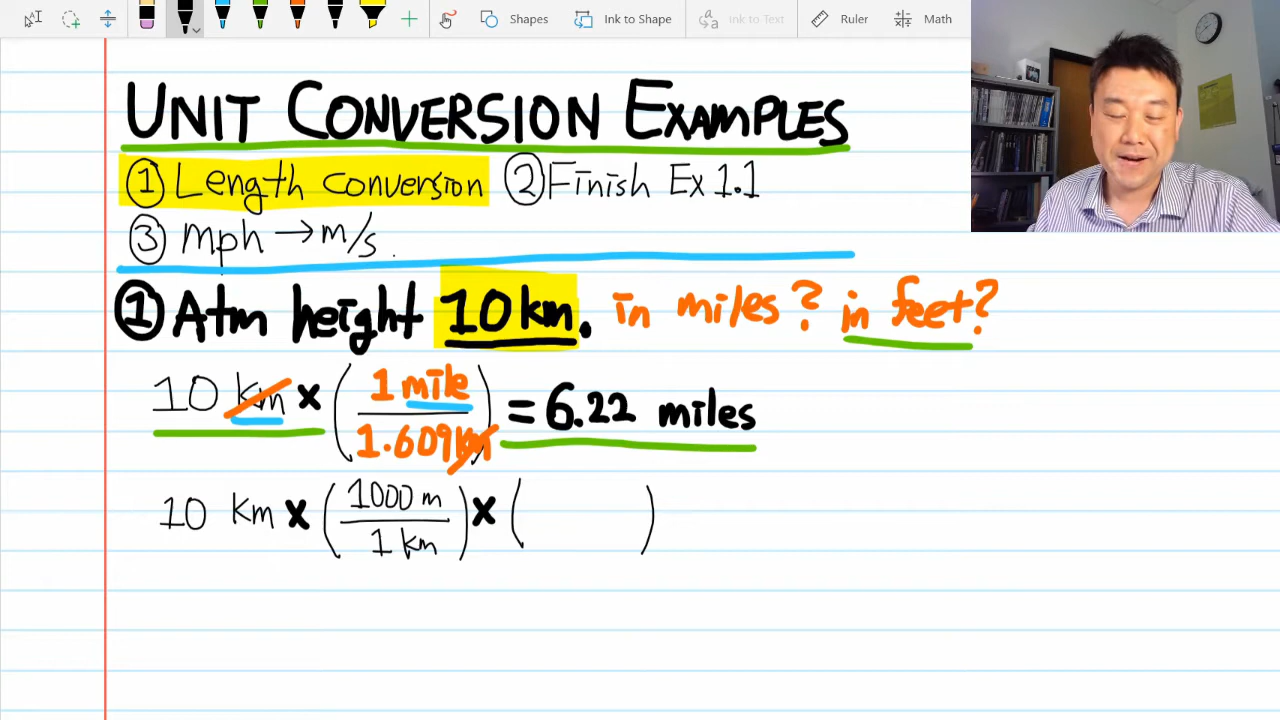 Shapes Ink to Shape Ink to Text Ruler Math
UNIT CONVERSION EXAMPLES
① Length conversion ② Finish Ex 1.1
③ mph → m/s.
① Atm height 10 km. in miles? in feet?
10 km x (1 mile / 1.609 km) = 6.22 miles
10 km x (1000 m / 1 km) x ( )